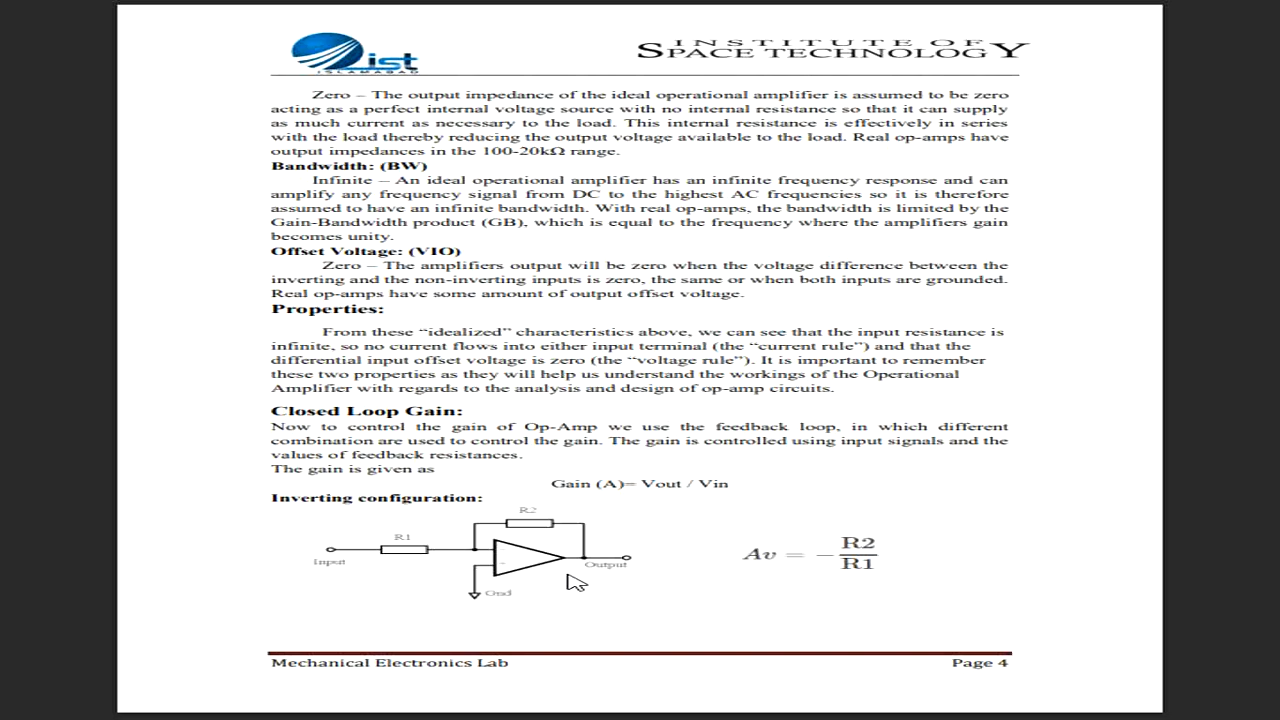 ist
ISLAMABAD
INSTITUTE OF
SPACE TECHNOLOGY
Zero – The output impedance of the ideal operational amplifier is assumed to be zero
acting as a perfect internal voltage source with no internal resistance so that it can supply
as much current as necessary to the load. This internal resistance is effectively in series
with the load thereby reducing the output voltage available to the load. Real op-amps have
output impedances in the 100-20kΩ range.
Bandwidth: (BW)
Infinite – An ideal operational amplifier has an infinite frequency response and can
amplify any frequency signal from DC to the highest AC frequencies so it is therefore
assumed to have an infinite bandwidth. With real op-amps, the bandwidth is limited by the
Gain-Bandwidth product (GB), which is equal to the frequency where the amplifiers gain
becomes unity.
Offset Voltage: (VIO)
Zero – The amplifiers output will be zero when the voltage difference between the
inverting and the non-inverting inputs is zero, the same or when both inputs are grounded.
Real op-amps have some amount of output offset voltage.
Properties:
From these “idealized” characteristics above, we can see that the input resistance is
infinite, so no current flows into either input terminal (the “current rule”) and that the
differential input offset voltage is zero (the “voltage rule”). It is important to remember
these two properties as they will help us understand the workings of the Operational
Amplifier with regards to the analysis and design of op-amp circuits.
Closed Loop Gain:
Now to control the gain of Op-Amp we use the feedback loop, in which different
combination are used to control the gain. The gain is controlled using input signals and the
values of feedback resistances.
The gain is given as
Gain (A)= Vout / Vin
Inverting configuration:
R2
R1
Input
Output
Gnd
Av = − R2
R1
Mechanical Electronics Lab Page 4